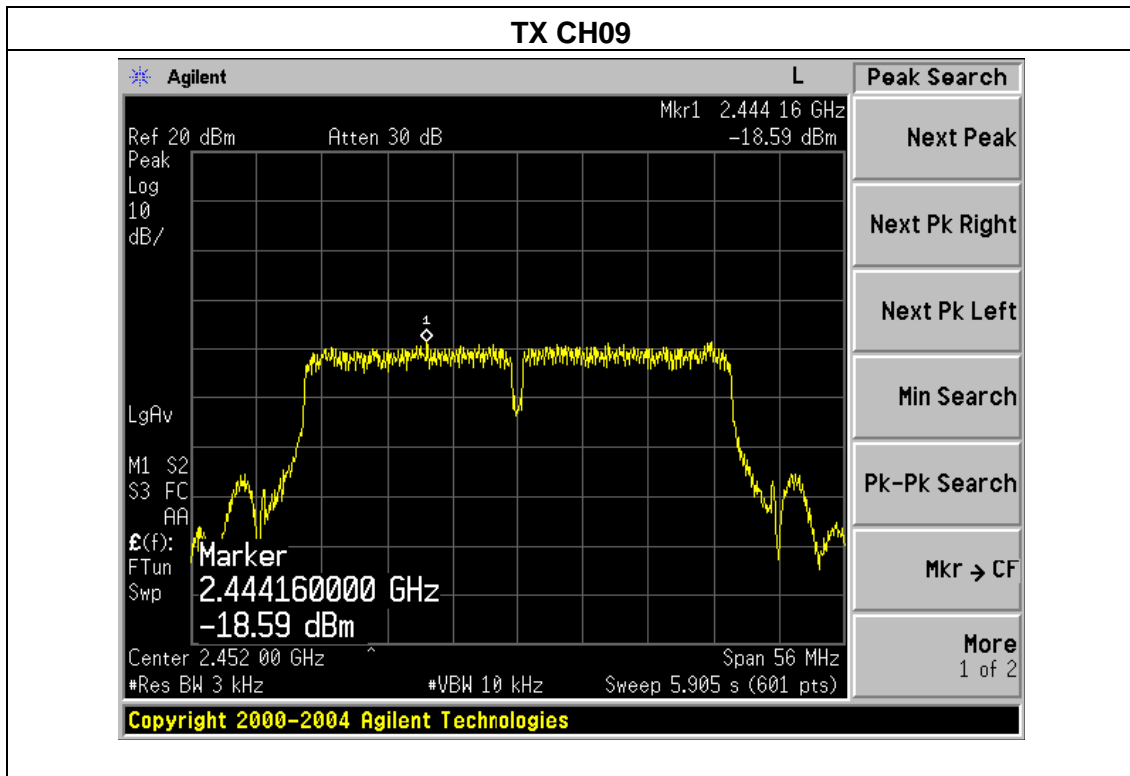 TX CH09
Agilent L Peak Search
Mkr1 2.444 16 GHz
Ref 20 dBm Atten 30 dB -18.59 dBm
Peak
Log
10
dB/
1
LgAv
M1 S2
S3 FC
AA
£(f):
FTun
Swp
Marker
2.444160000 GHz
-18.59 dBm
Center 2.452 00 GHz ^ Span 56 MHz
#Res BW 3 kHz #VBW 10 kHz Sweep 5.905 s (601 pts)
Copyright 2000-2004 Agilent Technologies
Next Peak
Next Pk Right
Next Pk Left
Min Search
Pk-Pk Search
Mkr → CF
More
1 of 2